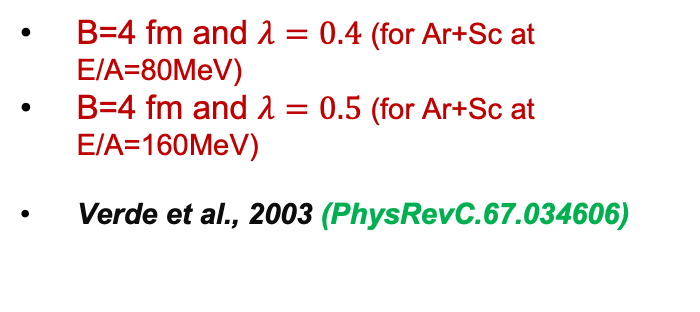 • B=4 fm and λ = 0.4 (for Ar+Sc at
E/A=80MeV)
• B=4 fm and λ = 0.5 (for Ar+Sc at
E/A=160MeV)
• Verde et al., 2003 (PhysRevC.67.034606)